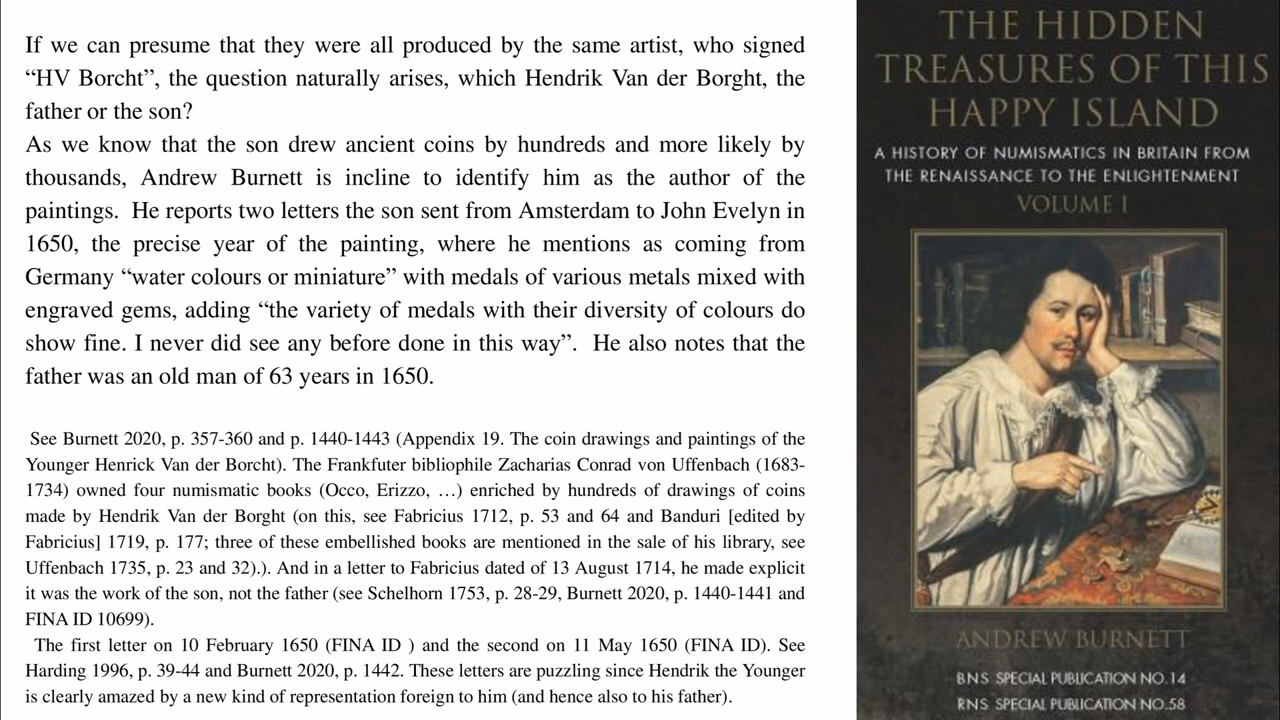 If we can presume that they were all produced by the same artist, who signed
“HV Borcht”, the question naturally arises, which Hendrik Van der Borght, the
father or the son?
As we know that the son drew ancient coins by hundreds and more likely by
thousands, Andrew Burnett is incline to identify him as the author of the
paintings. He reports two letters the son sent from Amsterdam to John Evelyn in
1650, the precise year of the painting, where he mentions as coming from
Germany “water colours or miniature” with medals of various metals mixed with
engraved gems, adding “the variety of medals with their diversity of colours do
show fine. I never did see any before done in this way”. He also notes that the
father was an old man of 63 years in 1650.
See Burnett 2020, p. 357-360 and p. 1440-1443 (Appendix 19. The coin drawings and paintings of the
Younger Henrick Van der Borcht). The Frankfuter bibliophile Zacharias Conrad von Uffenbach (1683-
1734) owned four numismatic books (Occo, Erizzo, …) enriched by hundreds of drawings of coins
made by Hendrik Van der Borght (on this, see Fabricius 1712, p. 53 and 64 and Banduri [edited by
Fabricius] 1719, p. 177; three of these embellished books are mentioned in the sale of his library, see
Uffenbach 1735, p. 23 and 32).). And in a letter to Fabricius dated of 13 August 1714, he made explicit
it was the work of the son, not the father (see Schelhorn 1753, p. 28-29, Burnett 2020, p. 1440-1441 and
FINA ID 10699).
The first letter on 10 February 1650 (FINA ID ) and the second on 11 May 1650 (FINA ID). See
Harding 1996, p. 39-44 and Burnett 2020, p. 1442. These letters are puzzling since Hendrik the Younger
is clearly amazed by a new kind of representation foreign to him (and hence also to his father).
THE HIDDEN
TREASURES OF THIS
HAPPY ISLAND
A HISTORY OF NUMISMATICS IN BRITAIN FROM
THE RENAISSANCE TO THE ENLIGHTENMENT
VOLUME I
ANDREW BURNETT
BNS SPECIAL PUBLICATION NO.14
RNS SPECIAL PUBLICATION NO.58